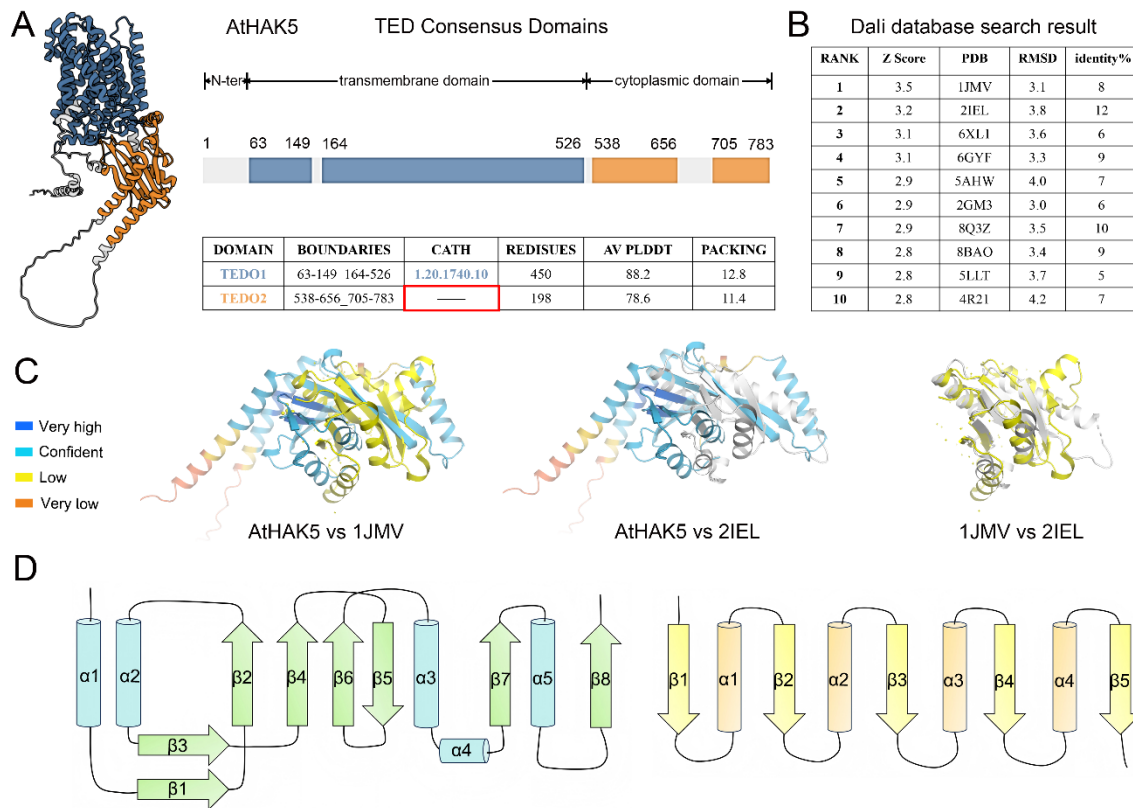 A
AtHAK5 TED Consensus Domains
N-ter transmembrane domain cytoplasmic domain
1 63 149 164 526 538 656 705 783
DOMAIN BOUNDARIES CATH REDISUES AV PLDDT PACKING
TEDO1 63-149_164-526 1.20.1740.10 450 88.2 12.8
TEDO2 538-656_705-783 —— 198 78.6 11.4
B
Dali database search result
RANK Z Score PDB RMSD identity%
1 3.5 1JMV 3.1 8
2 3.2 2IEL 3.8 12
3 3.1 6XLI 3.6 6
4 3.1 6GYF 3.3 9
5 2.9 5AHW 4.0 7
6 2.9 2GM3 3.0 6
7 2.9 8Q3Z 3.5 10
8 2.8 8BAO 3.4 9
9 2.8 5LLT 3.7 5
10 2.8 4R21 4.2 7
C
Very high
Confident
Low
Very low
AtHAK5 vs 1JMV
AtHAK5 vs 2IEL
1JMV vs 2IEL
D
α1 α2 β2 β4 β6 β5 α3 β7 α5 β8
β3 α4
β1
β1 α1 β2 α2 β3 α3 β4 α4 β5